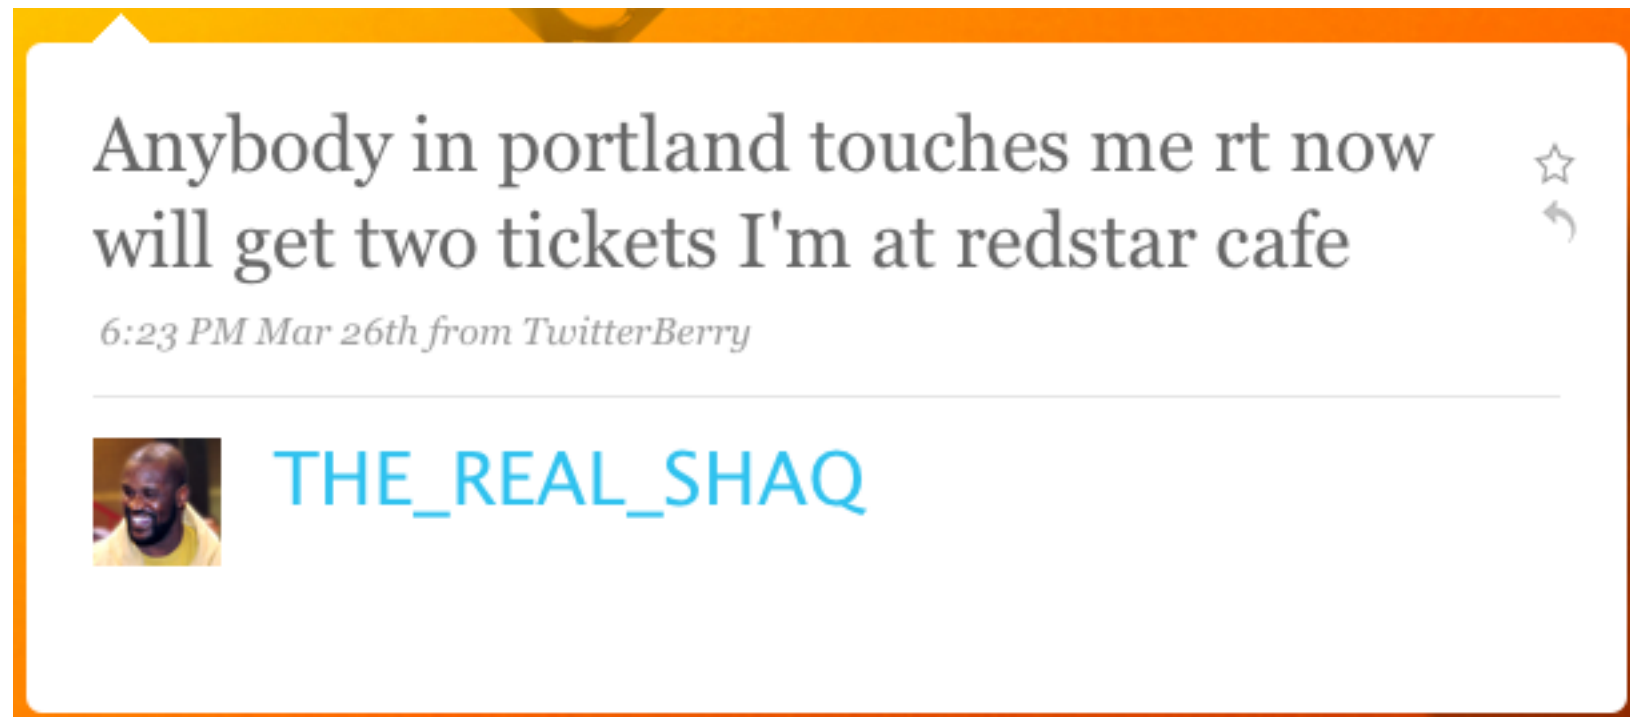 Anybody in portland touches me rt now
will get two tickets I'm at redstar cafe
6:23 PM Mar 26th from TwitterBerry
THE_REAL_SHAQ